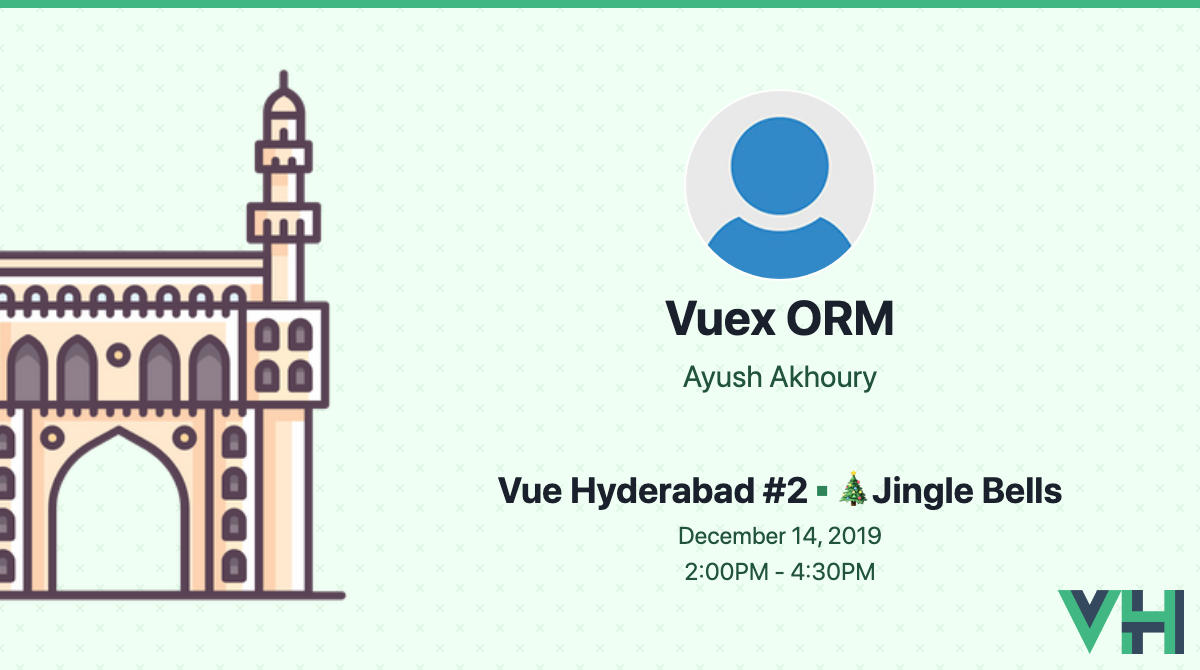 Vuex ORM
Ayush Akhoury
Vue Hyderabad #2 ▪ 🎄Jingle Bells
December 14, 2019
2:00PM - 4:30PM
VH